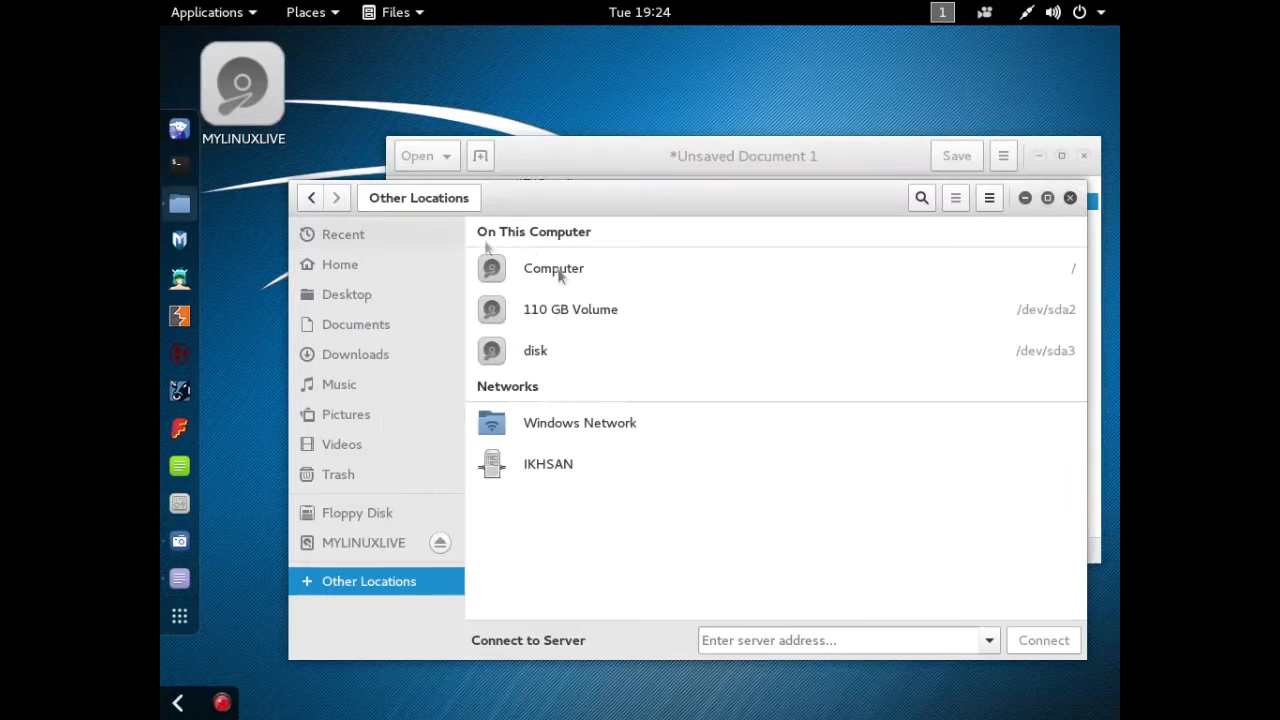 Applications Places Files Tue 19:24 1
MYLINUXLIVE
Open *Unsaved Document 1 Save
Other Locations
Recent
Home
Desktop
Documents
Downloads
Music
Pictures
Videos
Trash
Floppy Disk
MYLINUXLIVE
+ Other Locations
On This Computer
Computer /
110 GB Volume /dev/sda2
disk /dev/sda3
Networks
Windows Network
IKHSAN
Connect to Server Enter server address... Connect